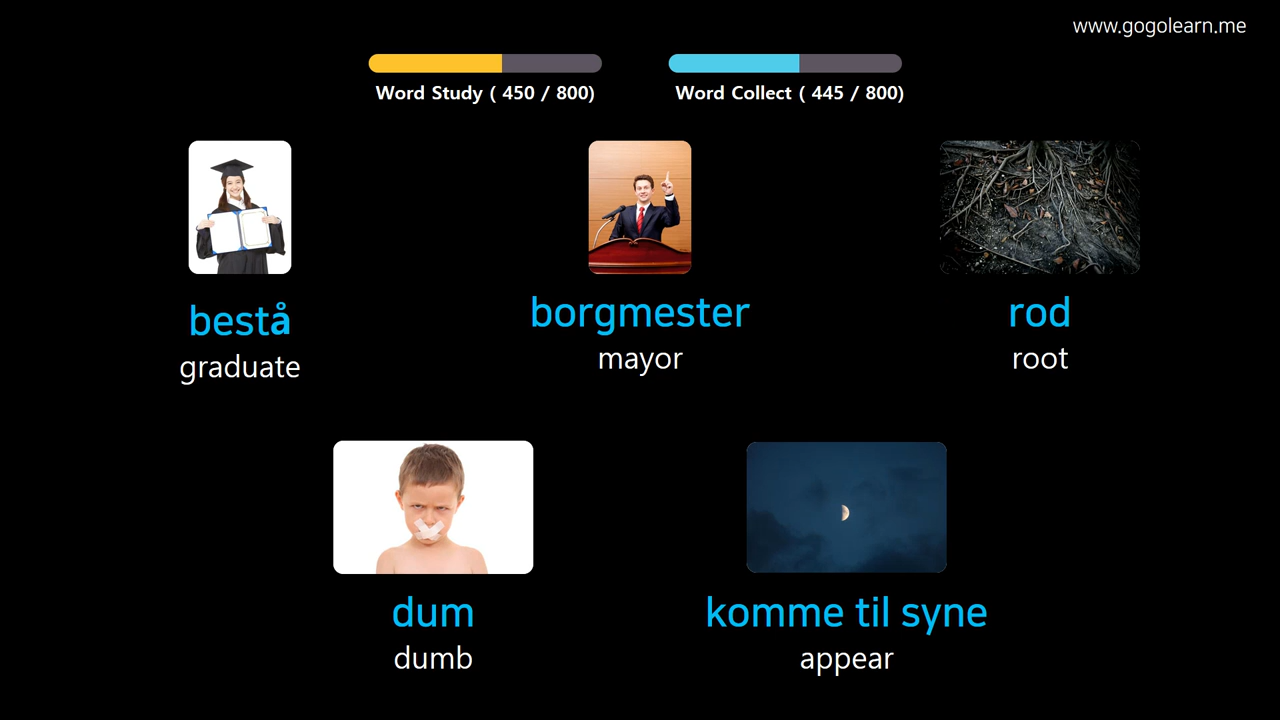 www.gogolearn.me
Word Study ( 450 / 800)
Word Collect ( 445 / 800)
bestå
graduate
borgmester
mayor
rod
root
dum
dumb
komme til syne
appear